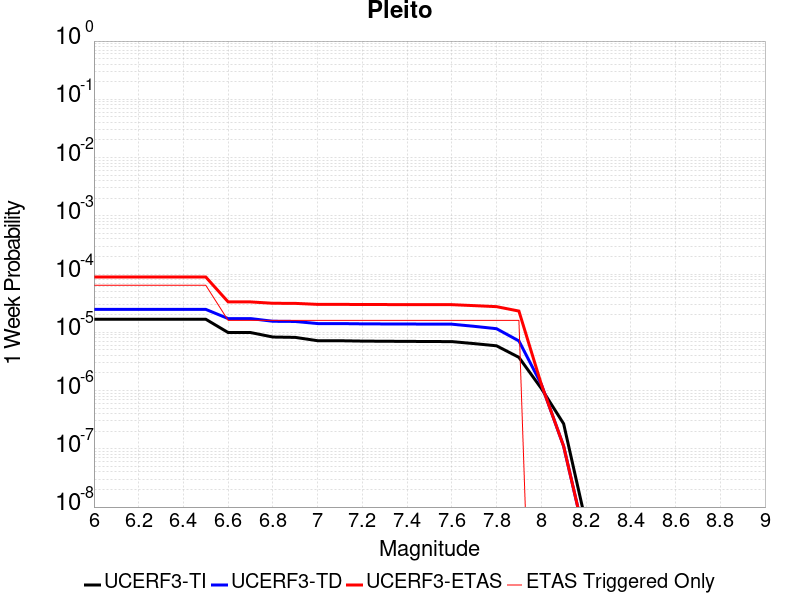 Pleito
10^0
10^-1
10^-2
10^-3
10^-4
10^-5
10^-6
10^-7
10^-8
1 Week Probability
6 6.2 6.4 6.6 6.8 7 7.2 7.4 7.6 7.8 8 8.2 8.4 8.6 8.8 9
Magnitude
UCERF3-TI UCERF3-TD UCERF3-ETAS ETAS Triggered Only